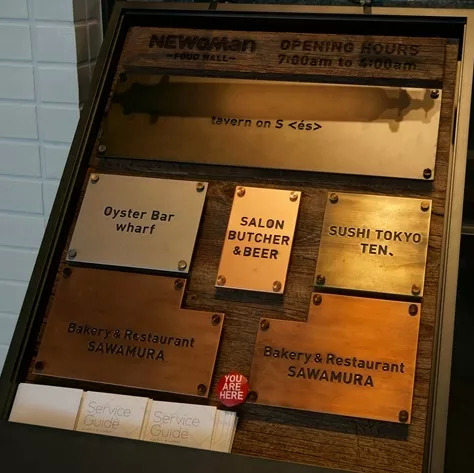 NEWoMan
-FOOD HALL-
OPENING HOURS
7:00am to 6:00am
tavern on S <és>
Oyster Bar
wharf
SALON
BUTCHER
&BEER
SUSHI TOKYO
TEN、
Bakery & Restaurant
SAWAMURA
Bakery & Restaurant
SAWAMURA
YOU
ARE
HERE
Service
Guide
Service
Guide